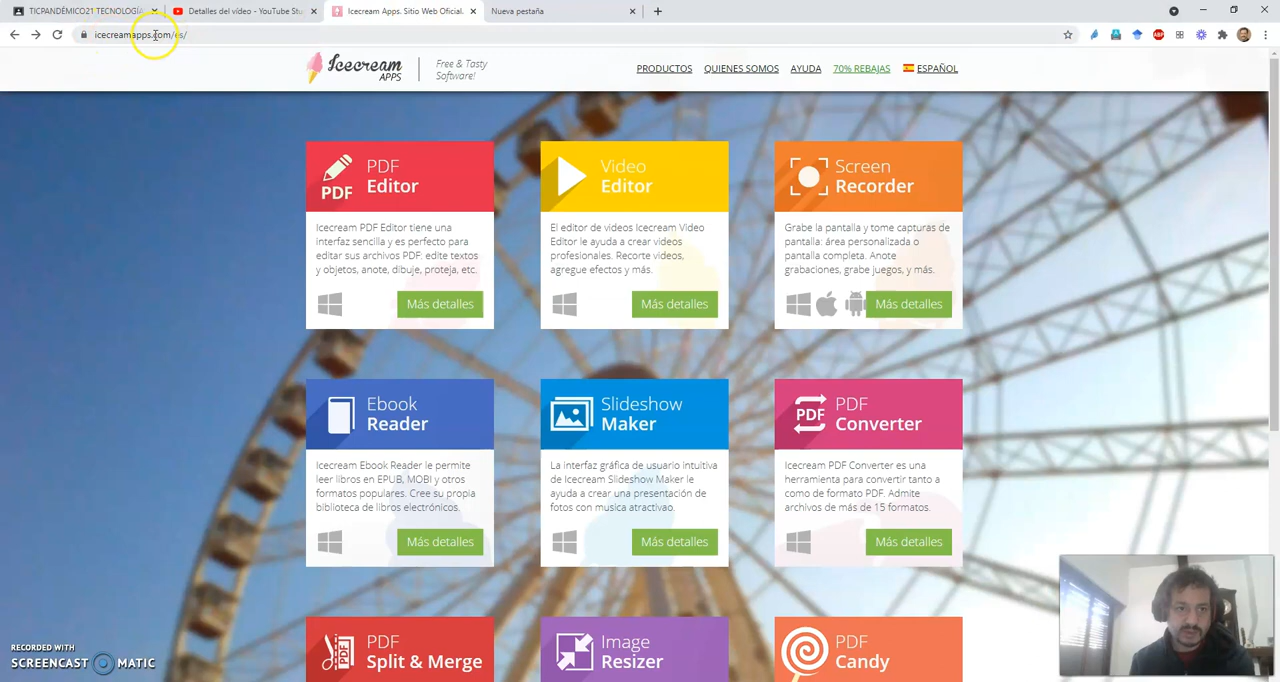 TICPANDÉMICO21 TECNOLOGÍA
Detalles del vídeo - YouTube Stu
Icecream Apps. Sitio Web Oficial.
Nueva pestaña
icecreamapps.com/es/
ABP
Icecream
APPS
Free & Tasty
Software!
PRODUCTOS
QUIENES SOMOS
AYUDA
70% REBAJAS
ESPAÑOL
PDF
PDF
Editor
Icecream PDF Editor tiene una
interfaz sencilla y es perfecto para
editar sus archivos PDF: edite textos
y objetos, anote, dibuje, proteja, etc.
Más detalles
Video
Editor
El editor de videos Icecream Video
Editor le ayuda a crear videos
profesionales. Recorte videos,
agregue efectos y más.
Más detalles
Screen
Recorder
Grabe la pantalla y tome capturas de
pantalla: área personalizada o
pantalla completa. Anote
grabaciones, grabe juegos, y más.
Más detalles
Ebook
Reader
Icecream Ebook Reader le permite
leer libros en EPUB, MOBI y otros
formatos populares. Cree su propia
biblioteca de libros electrónicos.
Más detalles
Slideshow
Maker
La interfaz gráfica de usuario intuitiva
de Icecream Slideshow Maker le
ayuda a crear una presentación de
fotos con musica atractivao.
Más detalles
PDF
PDF
Converter
Icecream PDF Converter es una
herramienta para convertir tanto a
como de formato PDF. Admite
archivos de más de 15 formatos.
Más detalles
PDF
PDF
Split & Merge
Image
Resizer
PDF
Candy
RECORDED WITH
SCREENCAST MATIC